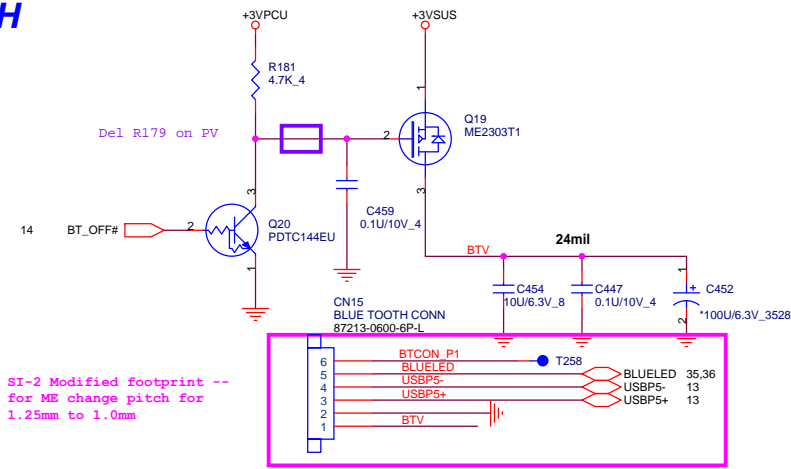 H
+3VPCU
+3VSUS
R181
4.7K_4
1
Q19
ME2303T1
Del R179 on PV
2
3
3
C459
0.1U/10V_4
14
BT_OFF#
2
Q20
PDTC144EU
1
24mil
BTV
1
C454
10U/6.3V_8
C447
0.1U/10V_4
+
C452
*100U/6.3V_3528
2
CN15
BLUE TOOTH CONN
87213-0600-6P-L
6
BTCON_P1
T258
5
BLUELED
BLUELED 35,36
4
USBP5-
USBP5- 13
3
USBP5+
USBP5+ 13
2
1
BTV
SI-2 Modified footprint --
for ME change pitch for
1.25mm to 1.0mm